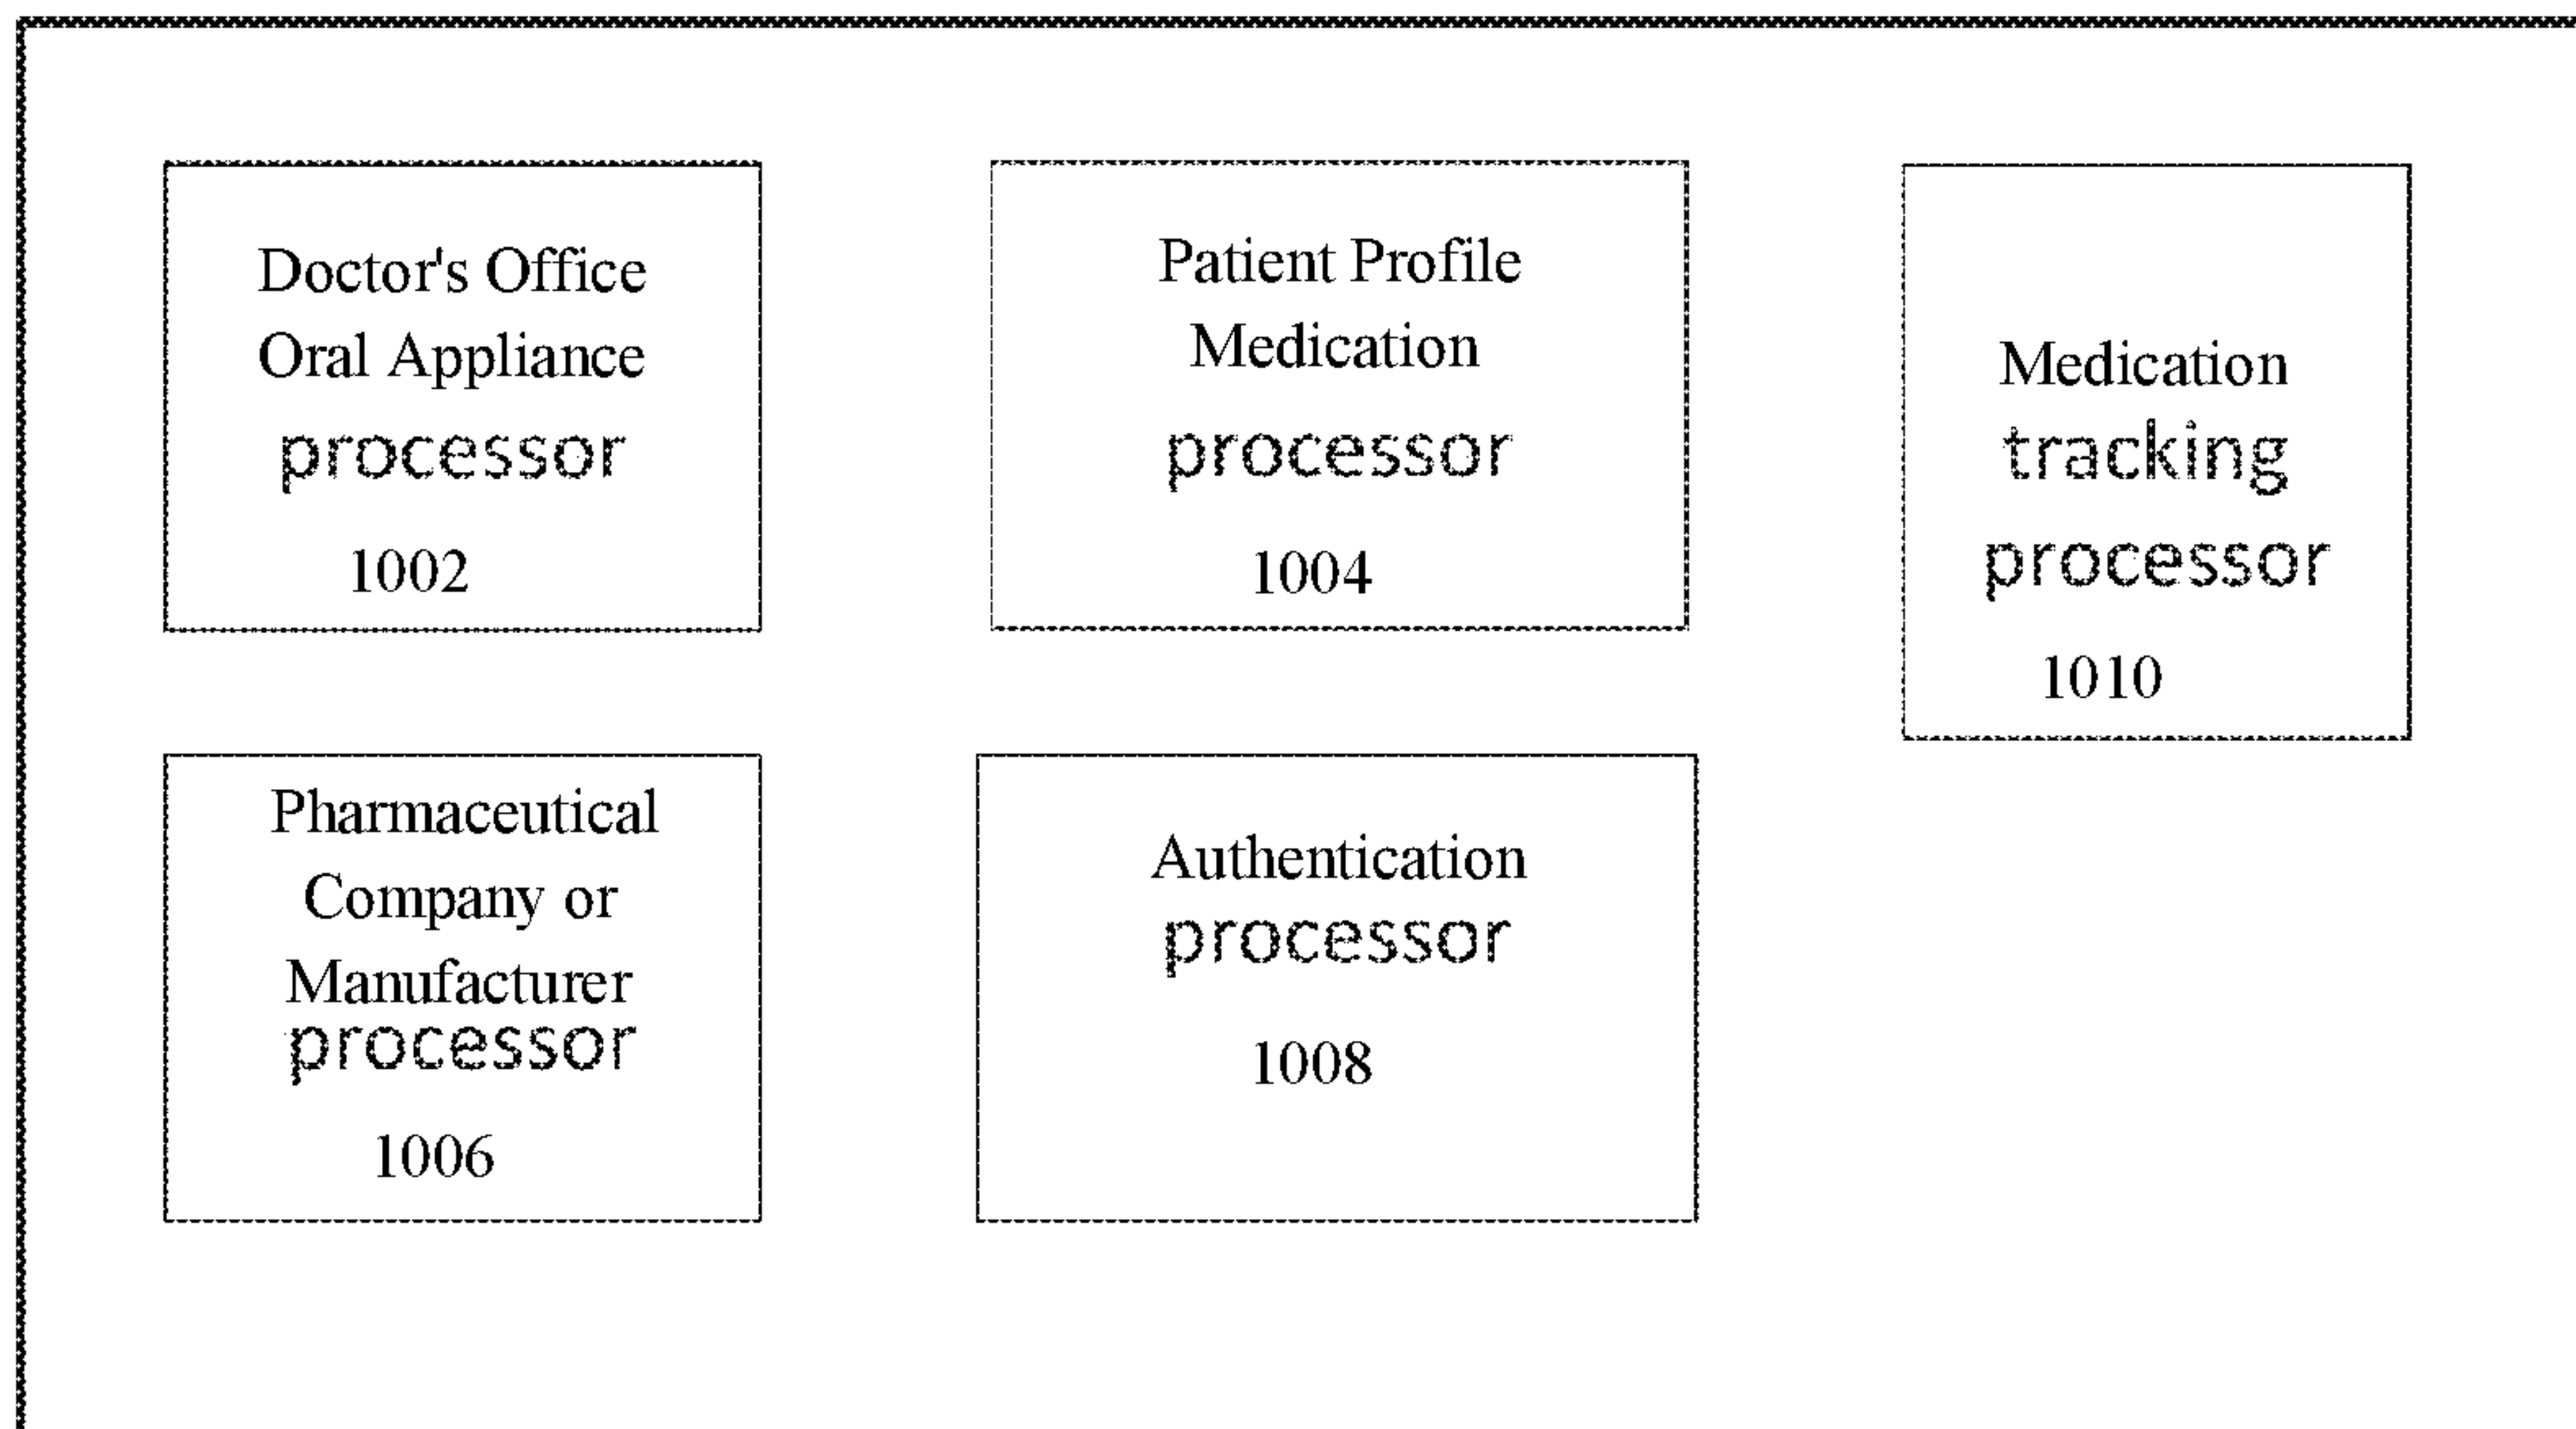 Doctor's Office
Oral Appliance
processor
1002
Patient Profile
Medication
processor
1004
Medication
tracking
processor
1010
Pharmaceutical
Company or
Manufacturer
processor
1006
Authentication
processor
1008